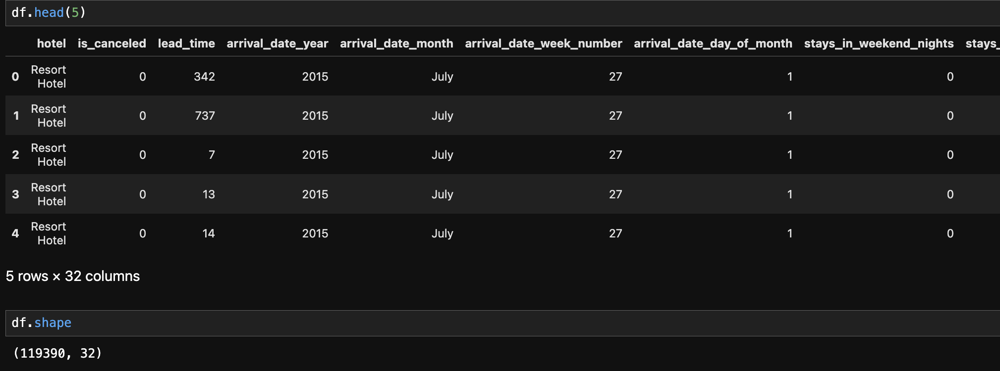 df.head(5)
hotel is_canceled lead_time arrival_date_year arrival_date_month arrival_date_week_number arrival_date_day_of_month stays_in_weekend_nights stays_
0 Resort Hotel 0 342 2015 July 27 1 0
1 Resort Hotel 0 737 2015 July 27 1 0
2 Resort Hotel 0 7 2015 July 27 1 0
3 Resort Hotel 0 13 2015 July 27 1 0
4 Resort Hotel 0 14 2015 July 27 1 0
5 rows × 32 columns
df.shape
(119390, 32)